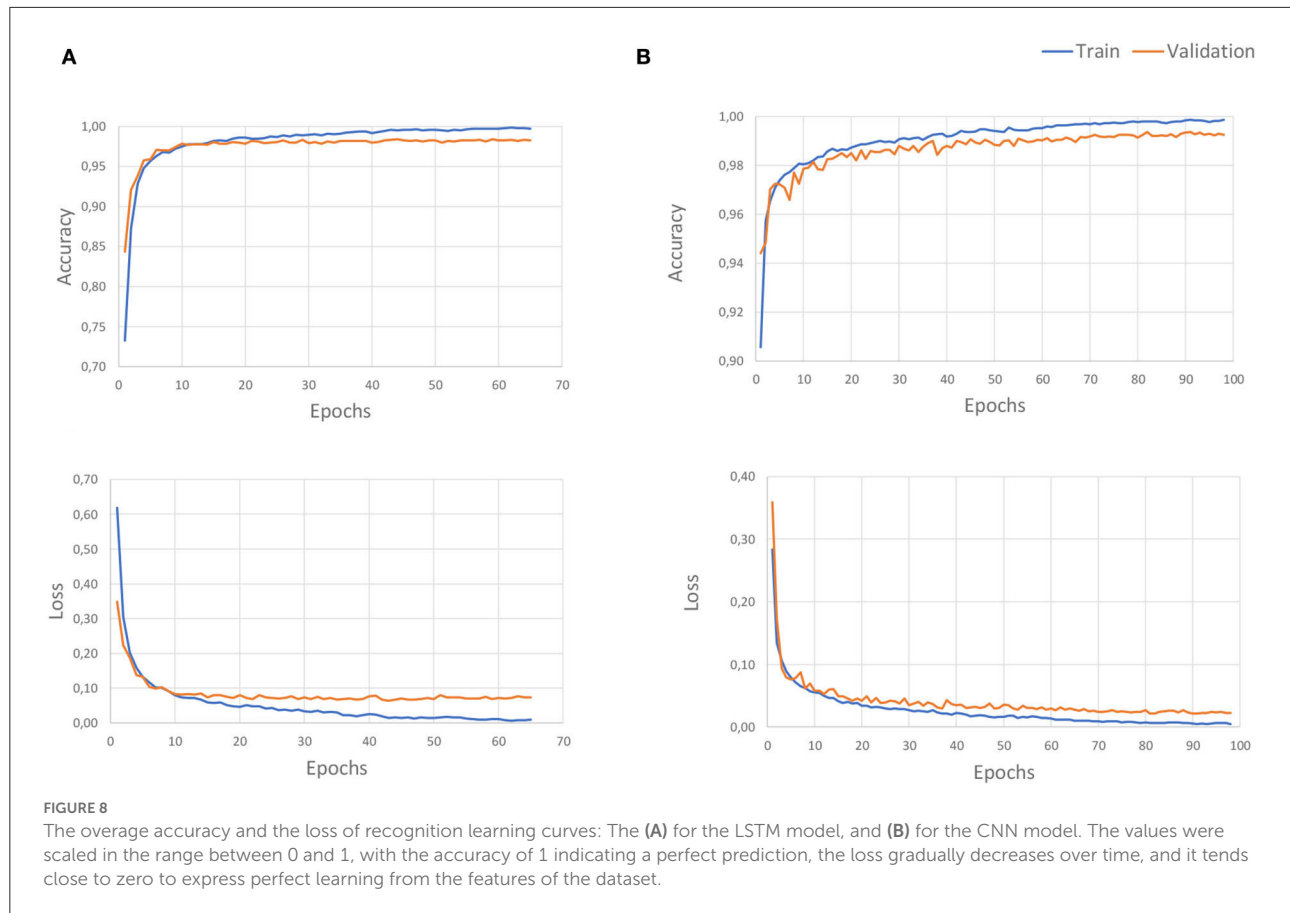 A
B
Train Validation
1,00
0,95
0,90
0,85
0,80
0,75
0,70
Accuracy
0 10 20 30 40 50 60 70
Epochs
1,00
0,98
0,96
0,94
0,92
0,90
Accuracy
0 10 20 30 40 50 60 70 80 90 100
Epochs
0,70
0,60
0,50
0,40
0,30
0,20
0,10
0,00
Loss
0 10 20 30 40 50 60 70
Epochs
0,40
0,30
0,20
0,10
0,00
Loss
0 10 20 30 40 50 60 70 80 90 100
Epochs
FIGURE 8
The overage accuracy and the loss of recognition learning curves: The (A) for the LSTM model, and (B) for the CNN model. The values were
scaled in the range between 0 and 1, with the accuracy of 1 indicating a perfect prediction, the loss gradually decreases over time, and it tends
close to zero to express perfect learning from the features of the dataset.